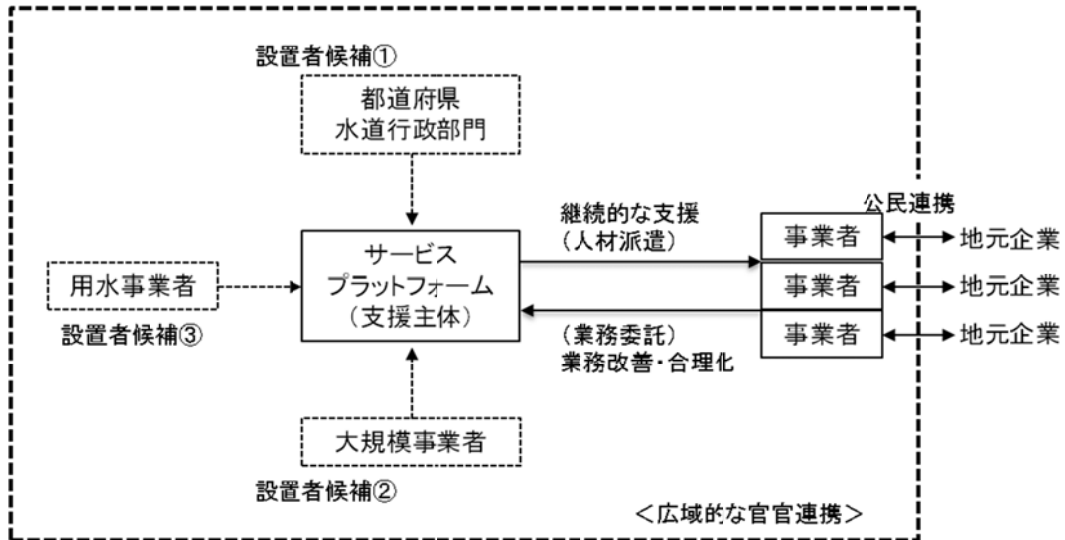 設置者候補①
都道府県
水道行政部門
公民連携
継続的な支援
（人材派遣）
事業者
地元企業
サービス
プラットフォーム
（支援主体）
用水事業者
事業者
地元企業
設置者候補③
（業務委託）
業務改善・合理化
事業者
地元企業
大規模事業者
設置者候補②
＜広域的な官官連携＞